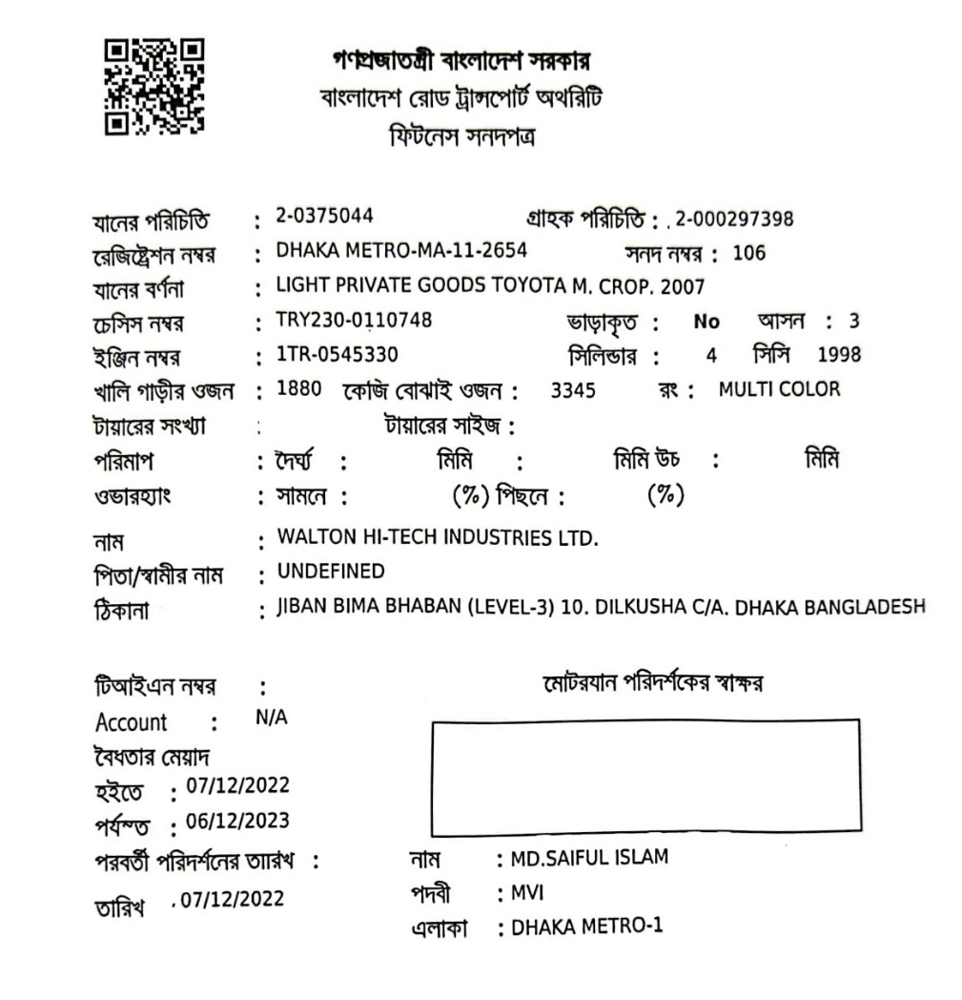 গণপ্রজাতন্ত্রী বাংলাদেশ সরকার
বাংলাদেশ রোড ট্রান্সপোর্ট অথরিটি
ফিটনেস সনদপত্র
যানের পরিচিতি : 2-0375044 গ্রাহক পরিচিতি : . 2-000297398
রেজিষ্ট্রেশন নম্বর : DHAKA METRO-MA-11-2654 সনদ নম্বর : 106
যানের বর্ণনা : LIGHT PRIVATE GOODS TOYOTA M. CROP. 2007
চেসিস নম্বর : TRY230-0110748 ভাড়াকৃত : No আসন : 3
ইঞ্জিন নম্বর : 1TR-0545330 সিলিন্ডার : 4 সিসি 1998
খালি গাড়ীর ওজন : 1880 কেজি বোঝাই ওজন : 3345 রং : MULTI COLOR
টায়ারের সংখ্যা : টায়ারের সাইজ :
পরিমাপ : দৈর্ঘ্য : মিমি : মিমি উচ : মিমি
ওভারহ্যাং : সামনে : (%) পিছনে : (%)
নাম : WALTON HI-TECH INDUSTRIES LTD.
পিতা/স্বামীর নাম : UNDEFINED
ঠিকানা : JIBAN BIMA BHABAN (LEVEL-3) 10. DILKUSHA C/A. DHAKA BANGLADESH
টিআইএন নম্বর : মোটরযান পরিদর্শকের স্বাক্ষর
Account : N/A
বৈধতার মেয়াদ
হইতে : 07/12/2022
পর্যন্ত : 06/12/2023
পরবর্তী পরিদর্শনের তারিখ : নাম : MD.SAIFUL ISLAM
তারিখ . 07/12/2022 পদবী : MVI
এলাকা : DHAKA METRO-1